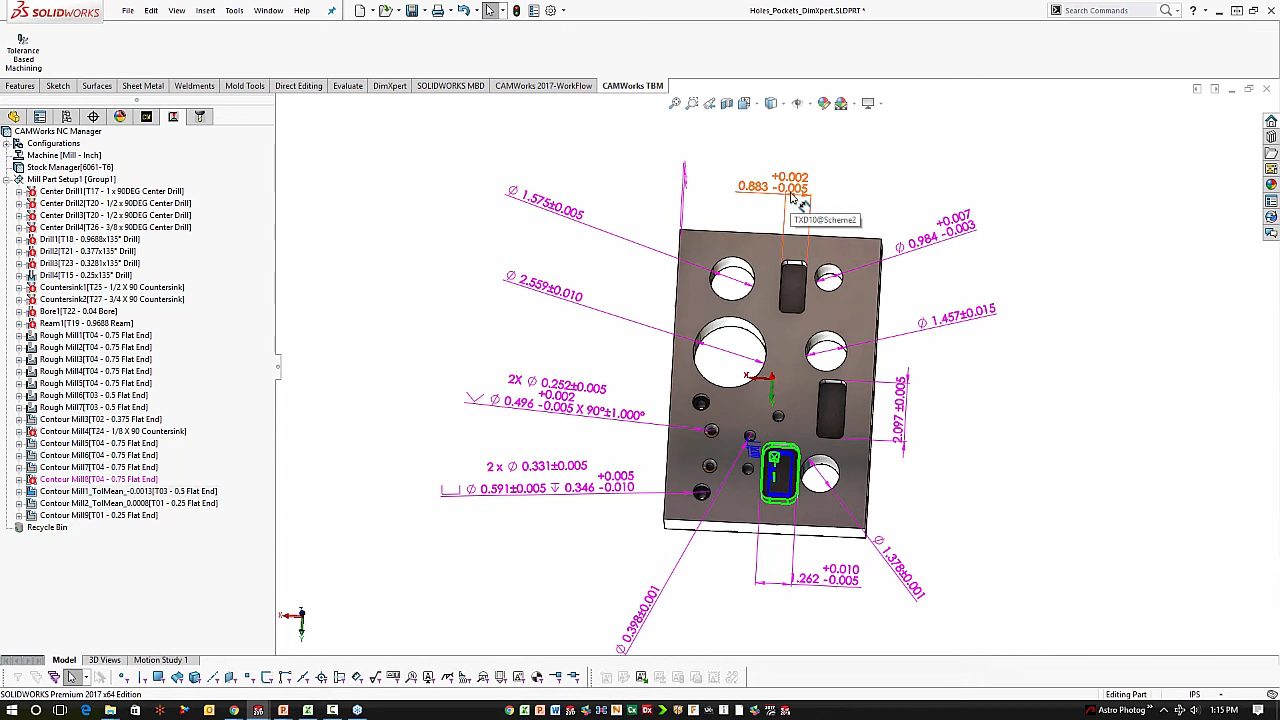 SOLIDWORKS
File
Edit
View
Insert
Tools
Window
Help
Holes_Pockets_DimXpert.SLDPRT *
Search Commands
Tolerance
Based
Machining
Features
Sketch
Surfaces
Sheet Metal
Weldments
Mold Tools
Direct Editing
Evaluate
DimXpert
SOLIDWORKS MBD
CAMWorks 2017-WorkFlow
CAMWorks TBM
CAMWorks NC Manager
Configurations
Machine [Mill - Inch]
Stock Manager[6061-T6]
Mill Part Setup1 [Group1]
Center Drill1[T17 - 1 x 90DEG Center Drill]
Center Drill2[T19 - 1/2 x 90DEG Center Drill]
Center Drill3[T20 - 1/4 x 90DEG Center Drill]
Center Drill4[T26 - 3/8 x 90DEG Center Drill]
Drill1[T18 - 0.9688x135° Drill]
Drill2[T21 - 0.377x135° Drill]
Drill3[T23 - 0.3281x135° Drill]
Drill4[T15 - 0.25x135° Drill]
Countersink1[T25 - 1/2 X 90 Countersink]
Countersink2[T27 - 3/4 X 90 Countersink]
Bore1[T22 - 0.04 Bore]
Ream1[T19 - 0.9688 Ream]
Rough Mill1[T04 - 0.75 Flat End]
Rough Mill2[T04 - 0.75 Flat End]
Rough Mill3[T04 - 0.75 Flat End]
Rough Mill4[T04 - 0.75 Flat End]
Rough Mill5[T04 - 0.75 Flat End]
Rough Mill6[T03 - 0.75 Flat End]
Rough Mill7[T03 - 0.75 Flat End]
Contour Mill3[T02 - 0.375 Flat End]
Contour Mill4[T24 - 1/8 X 90 Countersink]
Contour Mill5[T04 - 0.75 Flat End]
Contour Mill6[T04 - 0.75 Flat End]
Contour Mill7[T04 - 0.75 Flat End]
Contour Mill1[T04 - 0.75 Flat End]
Contour Mill1_TolMean_-0.0013[T03 - 0.5 Flat End]
Contour Mill2_TolMean_0.0008[T01 - 0.25 Flat End]
Contour Mill9[T01 - 0.25 Flat End]
Recycle Bin
+0.002
0.883 -0.005
TXD10@Scheme2
∅ 1.575±0.005
+0.007
∅ 0.984 -0.003
∅ 2.559±0.010
∅ 1.457±0.015
2X ∅ 0.252±0.005
+0.002
∅ 0.496 -0.005 X 90°±1.000°
2.097 ±0.005
2 x ∅ 0.331±0.005
+0.005
⌴ ∅ 0.591±0.005 ↧ 0.346 -0.010
+0.010
1.262 -0.005
∅ 1.378±0.001
∅ 0.398±0.001
X
Y
X
Y
Model
3D Views
Motion Study 1
SOLIDWORKS Premium 2017 x64 Edition
Editing Part
IPS
Astro Photog
1:15 PM